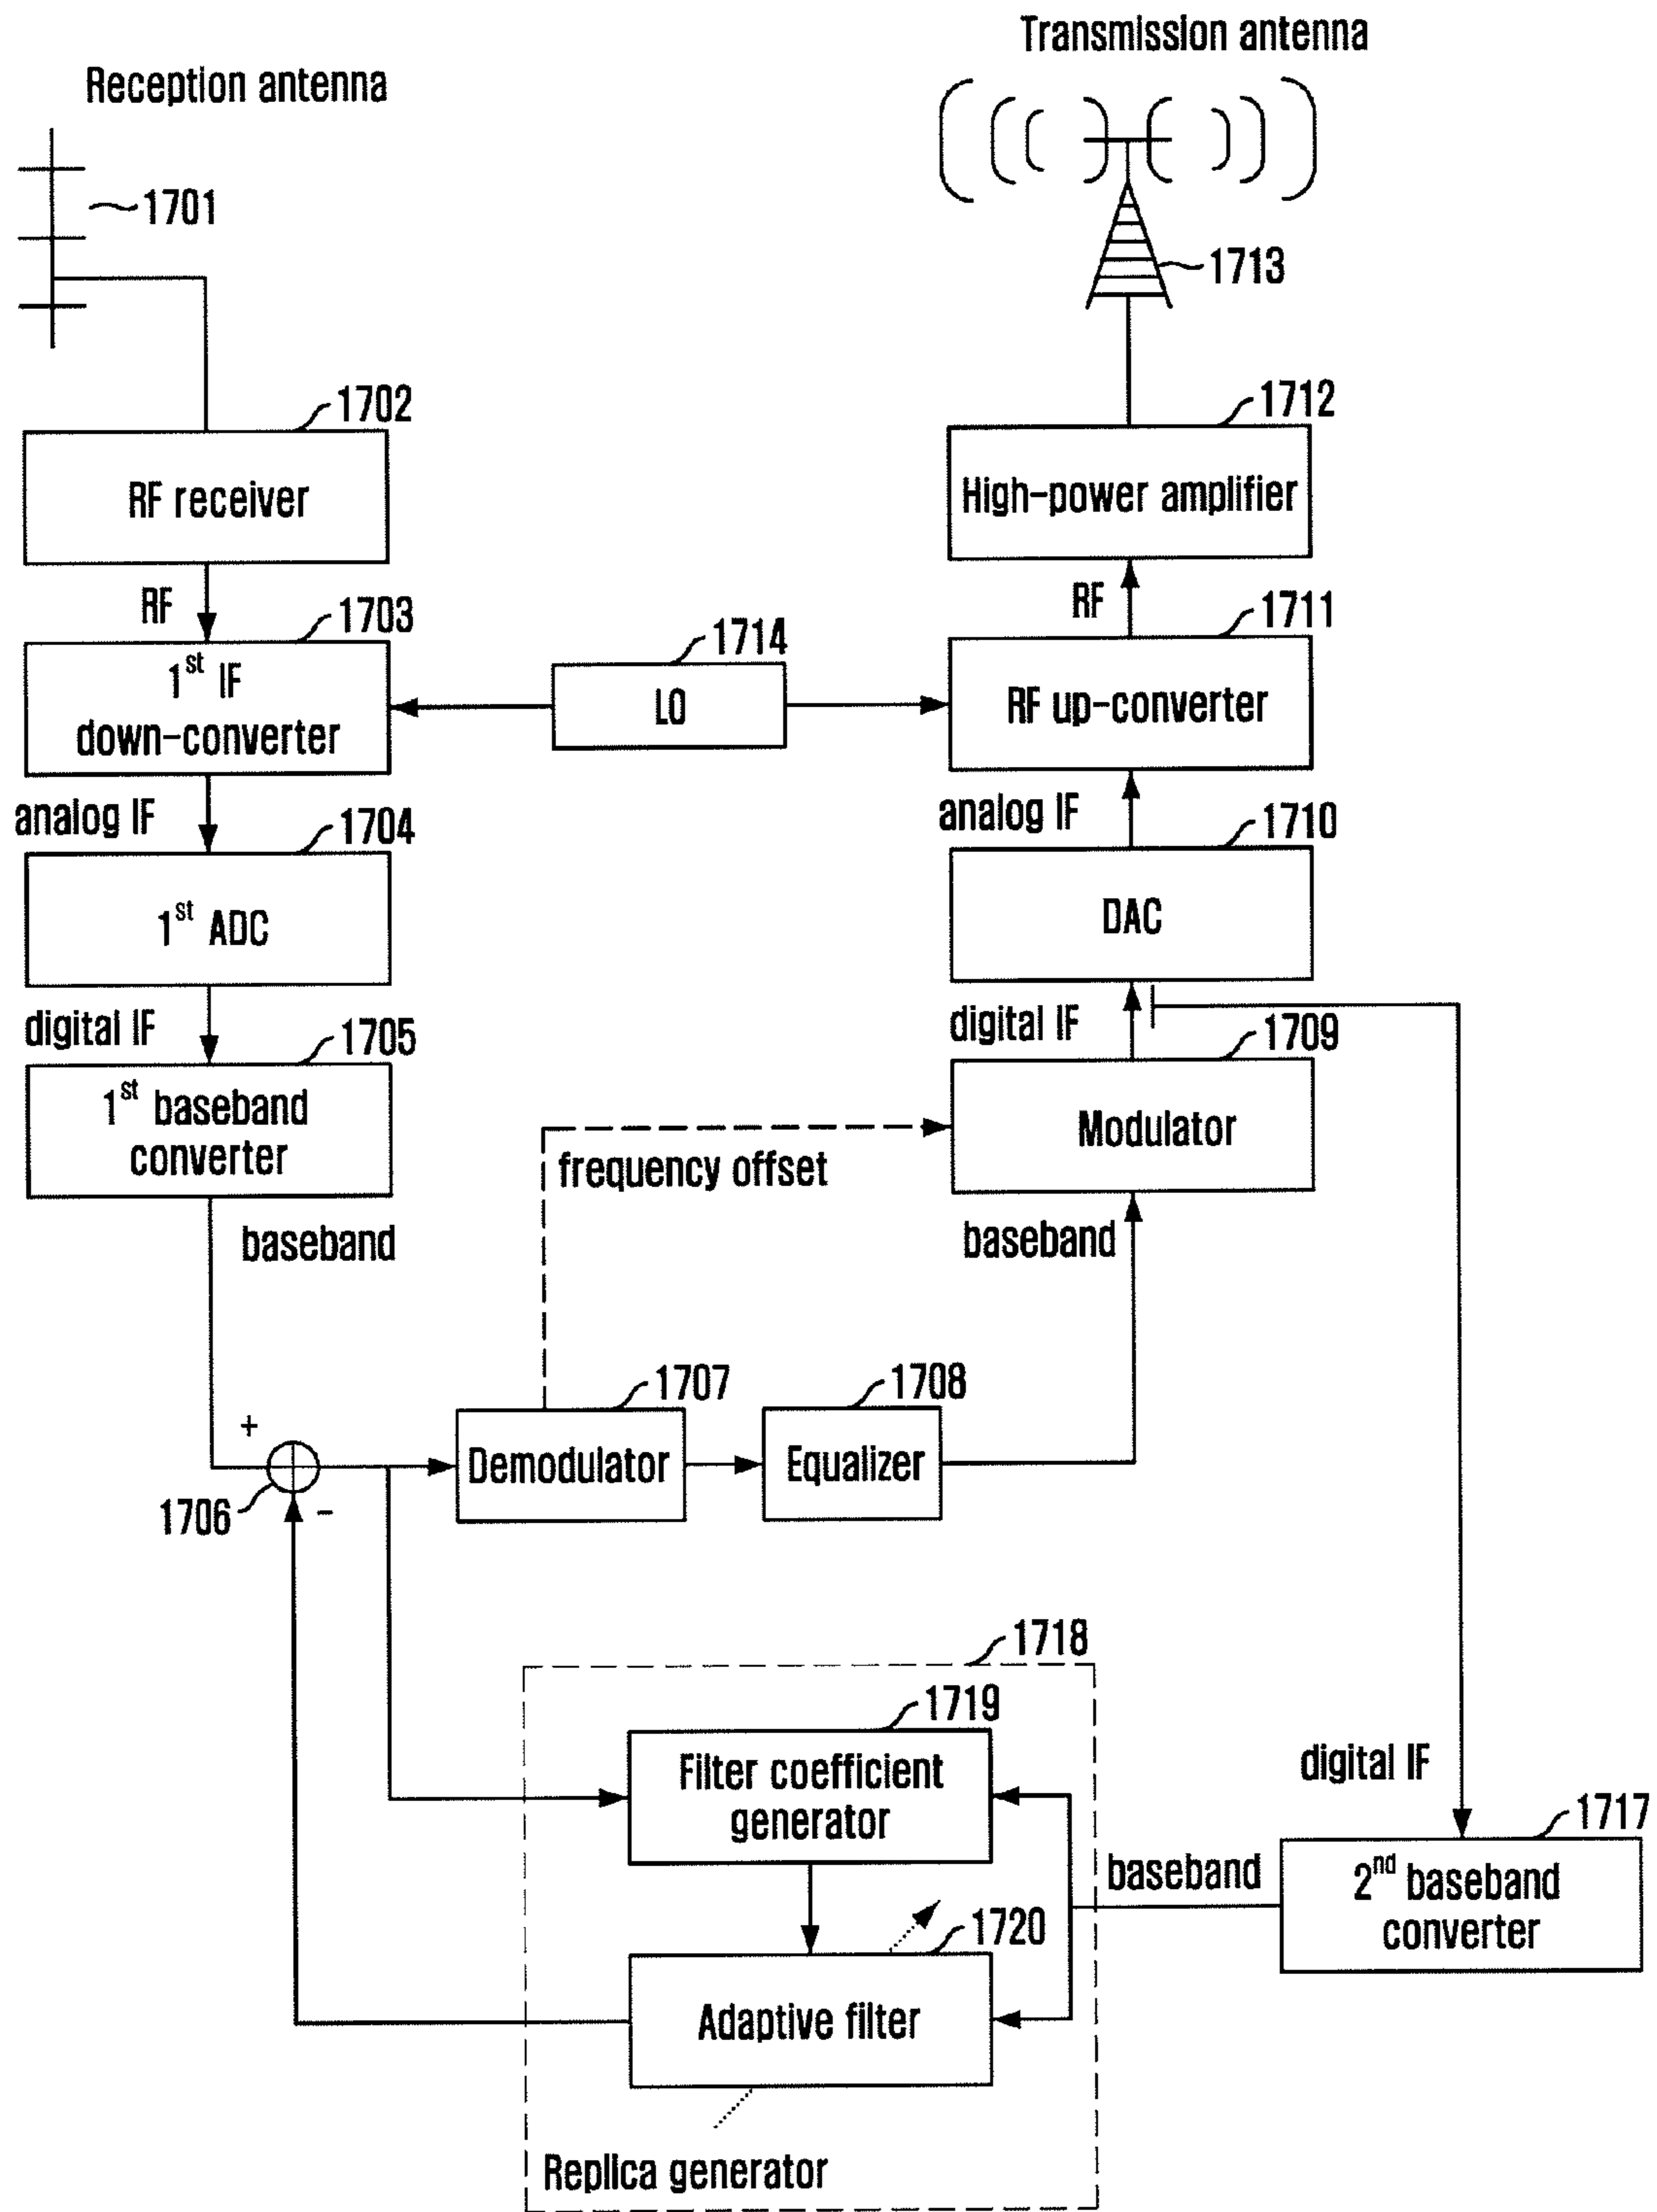 Transmission antenna
Reception antenna
1701
1713
1702
RF receiver
1712
High-power amplifier
RF
RF
1703
1st IF
down-converter
1714
LO
1711
RF up-converter
analog IF
analog IF
1704
1st ADC
1710
DAC
digital IF
digital IF
1705
1st baseband
converter
1709
Modulator
frequency offset
baseband
baseband
1707
Demodulator
1708
Equalizer
+
-
1706
1718
1719
Filter coefficient
generator
digital IF
1717
2nd baseband
converter
baseband
1720
Adaptive filter
Replica generator